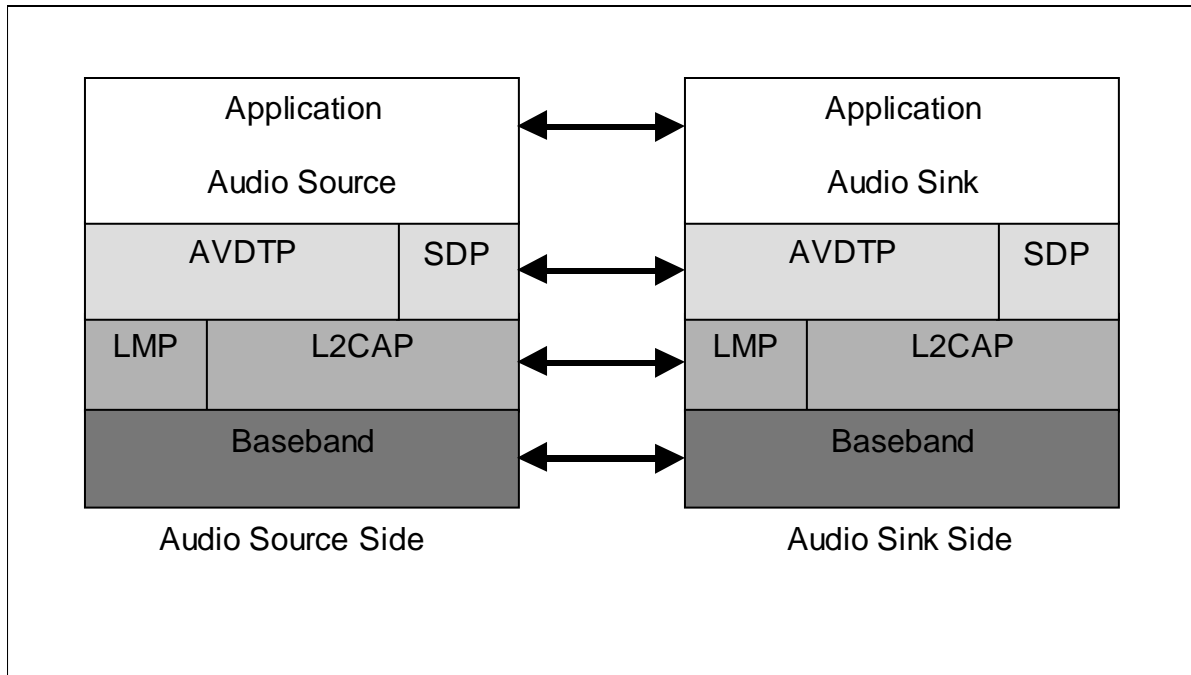 Application
Audio Source
AVDTP
SDP
LMP
L2CAP
Baseband
Audio Source Side
Application
Audio Sink
AVDTP
SDP
LMP
L2CAP
Baseband
Audio Sink Side